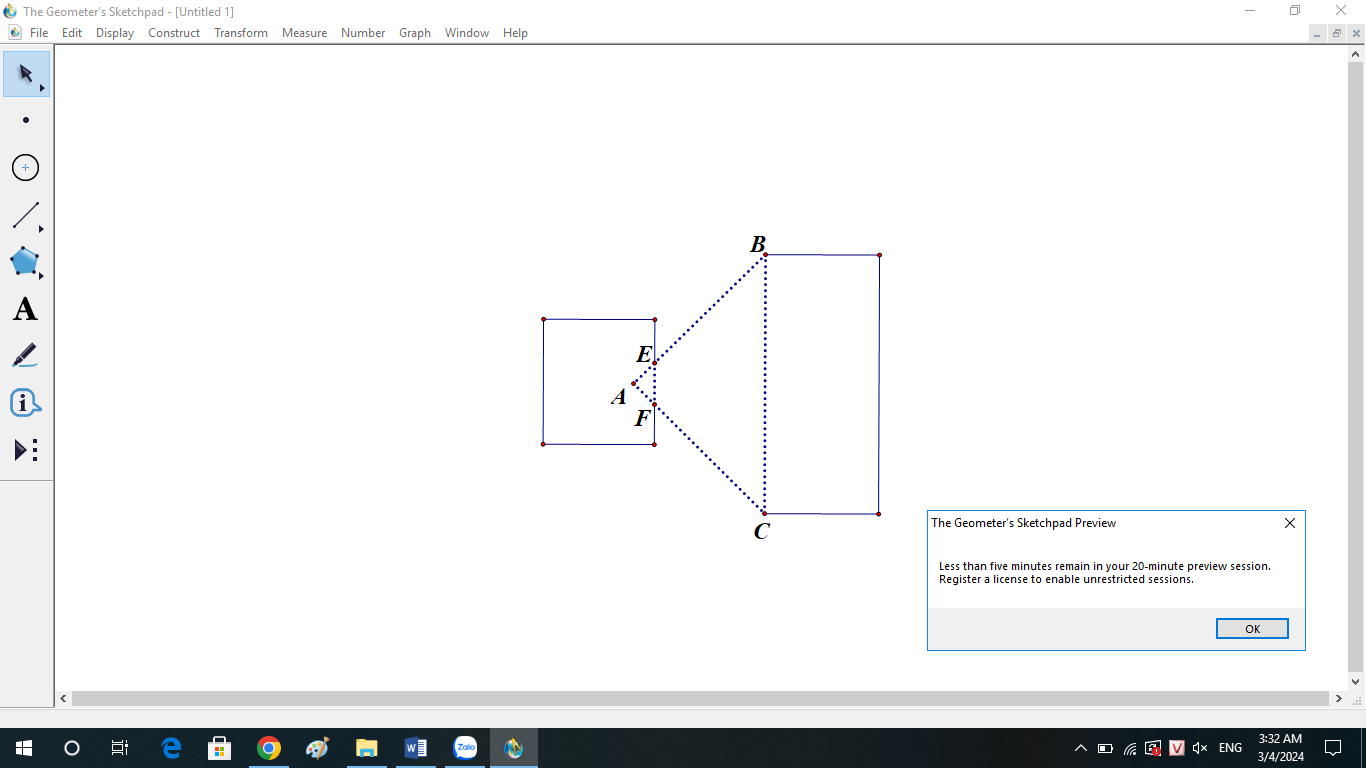 The Geometer's Sketchpad - [Untitled 1]
File Edit Display Construct Transform Measure Number Graph Window Help
A
B
E
A
F
C
The Geometer's Sketchpad Preview
Less than five minutes remain in your 20-minute preview session.
Register a license to enable unrestricted sessions.
OK
Zalo
V
ENG
3:32 AM
3/4/2024